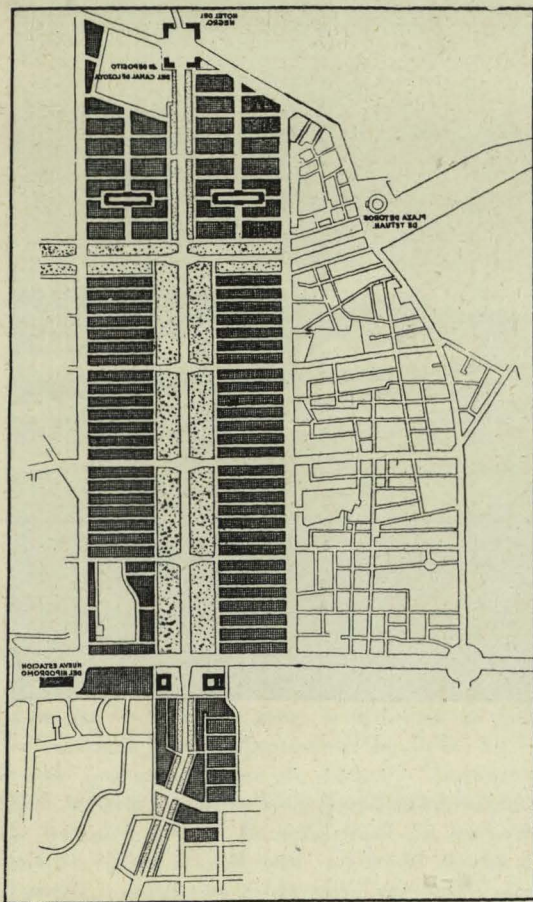 HOTEL DEL
NEGRO.
DEPOSITO
DEL CANAL DE LOZOYA
PLAZA DE TOROS
DE TETUAN.
NUEVA ESTACION
DEL HIPODROMO